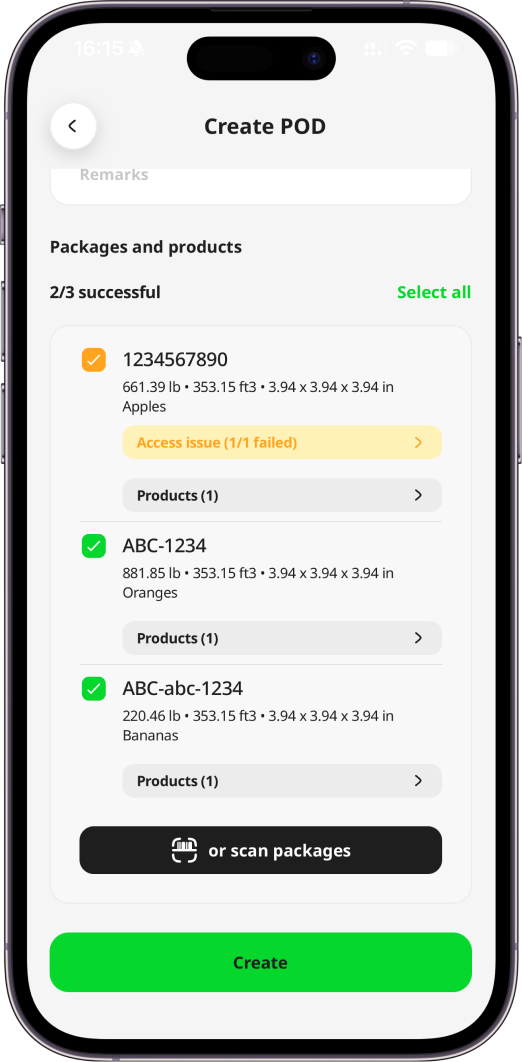 16:15
Create POD
Remarks
Packages and products
2/3 successful
Select all
1234567890
661.39 lb • 353.15 ft3 • 3.94 x 3.94 x 3.94 in
Apples
Access issue (1/1 failed)
Products (1)
ABC-1234
881.85 lb • 353.15 ft3 • 3.94 x 3.94 x 3.94 in
Oranges
Products (1)
ABC-abc-1234
220.46 lb • 353.15 ft3 • 3.94 x 3.94 x 3.94 in
Bananas
Products (1)
or scan packages
Create